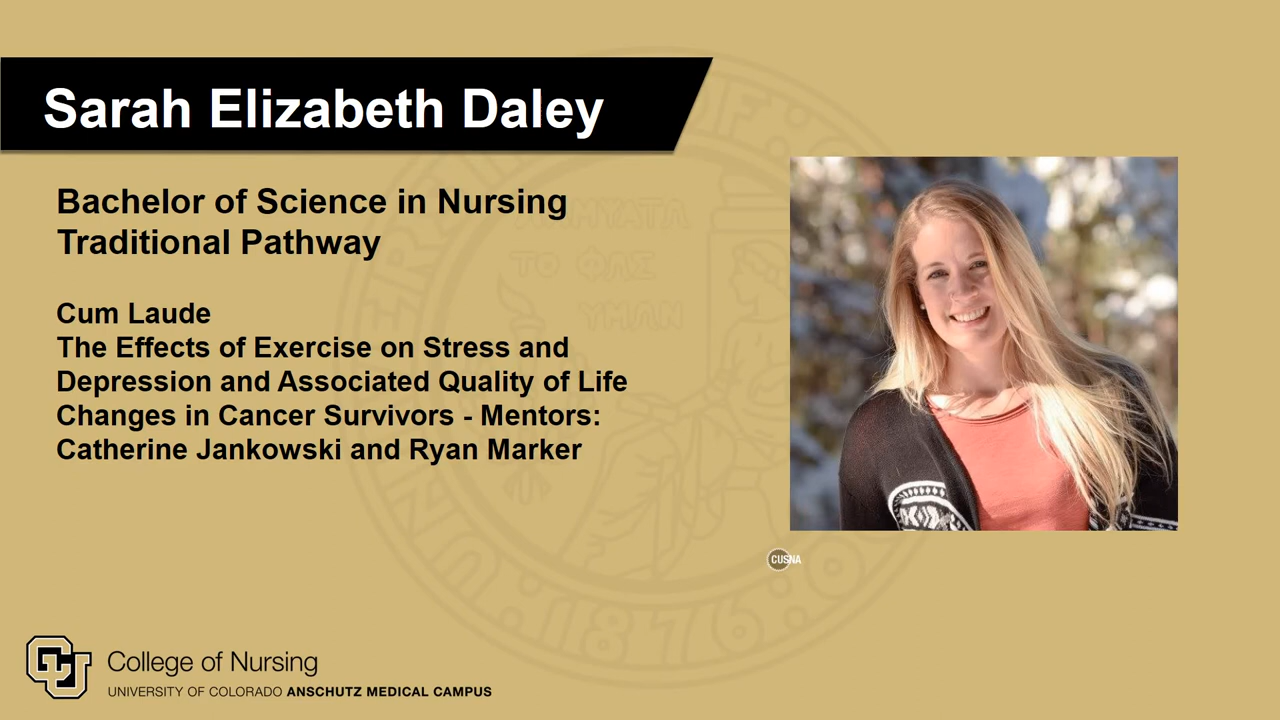 Sarah Elizabeth Daley
Bachelor of Science in Nursing
Traditional Pathway
Cum Laude
The Effects of Exercise on Stress and
Depression and Associated Quality of Life
Changes in Cancer Survivors - Mentors:
Catherine Jankowski and Ryan Marker
CUSNA
CU
College of Nursing
UNIVERSITY OF COLORADO ANSCHUTZ MEDICAL CAMPUS
1876